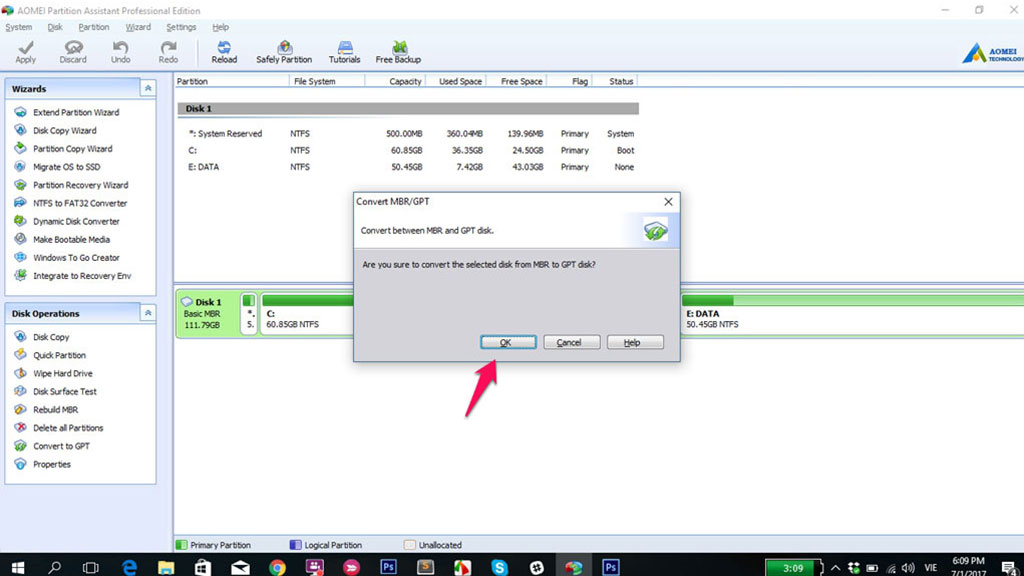 AOMEI Partition Assistant Professional Edition
System Disk Partition Wizard Settings Help
Apply Discard Undo Redo Reload Safely Partition Tutorials Free Backup
AOMEI
TECHNOLOGY
Wizards
Extend Partition Wizard
Disk Copy Wizard
Partition Copy Wizard
Migrate OS to SSD
Partition Recovery Wizard
NTFS to FAT32 Converter
Dynamic Disk Converter
Make Bootable Media
Windows To Go Creator
Integrate to Recovery Env
Disk Operations
Disk Copy
Quick Partition
Wipe Hard Drive
Disk Surface Test
Rebuild MBR
Delete all Partitions
Convert to GPT
Properties
Partition File System Capacity Used Space Free Space Flag Status
Disk 1
*: System Reserved NTFS 500.00MB 360.04MB 139.96MB Primary System
C: NTFS 60.85GB 36.35GB 24.50GB Primary Boot
E: DATA NTFS 50.45GB 7.42GB 43.03GB Primary None
Convert MBR/GPT
Convert between MBR and GPT disk.
Are you sure to convert the selected disk from MBR to GPT disk?
OK Cancel Help
Disk 1
Basic MBR
111.79GB
*.
5.
C:
60.85GB NTFS
E: DATA
50.45GB NTFS
Primary Partition Logical Partition Unallocated
3:09 VIE 6:09 PM
7/1/2017